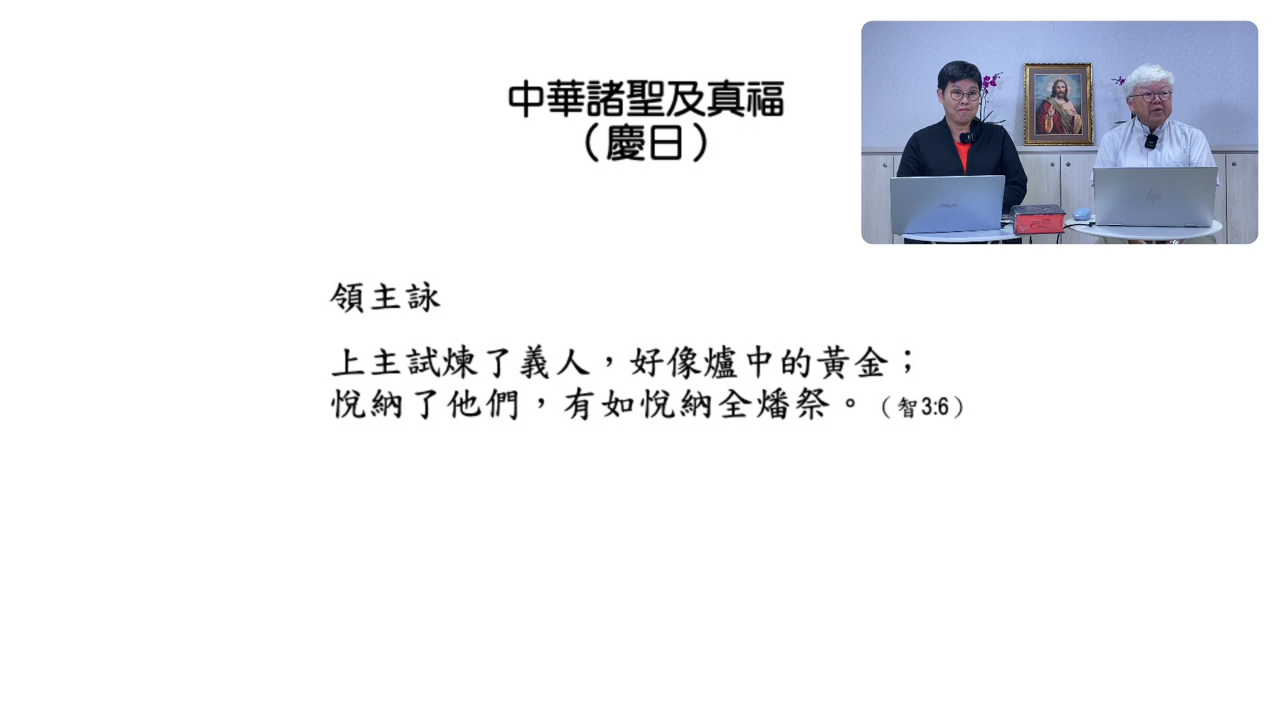 中華諸聖及真福
（慶日）
領主詠
上主試煉了義人，好像爐中的黃金；
悅納了他們，有如悅納全燔祭。（智3:6）
hp